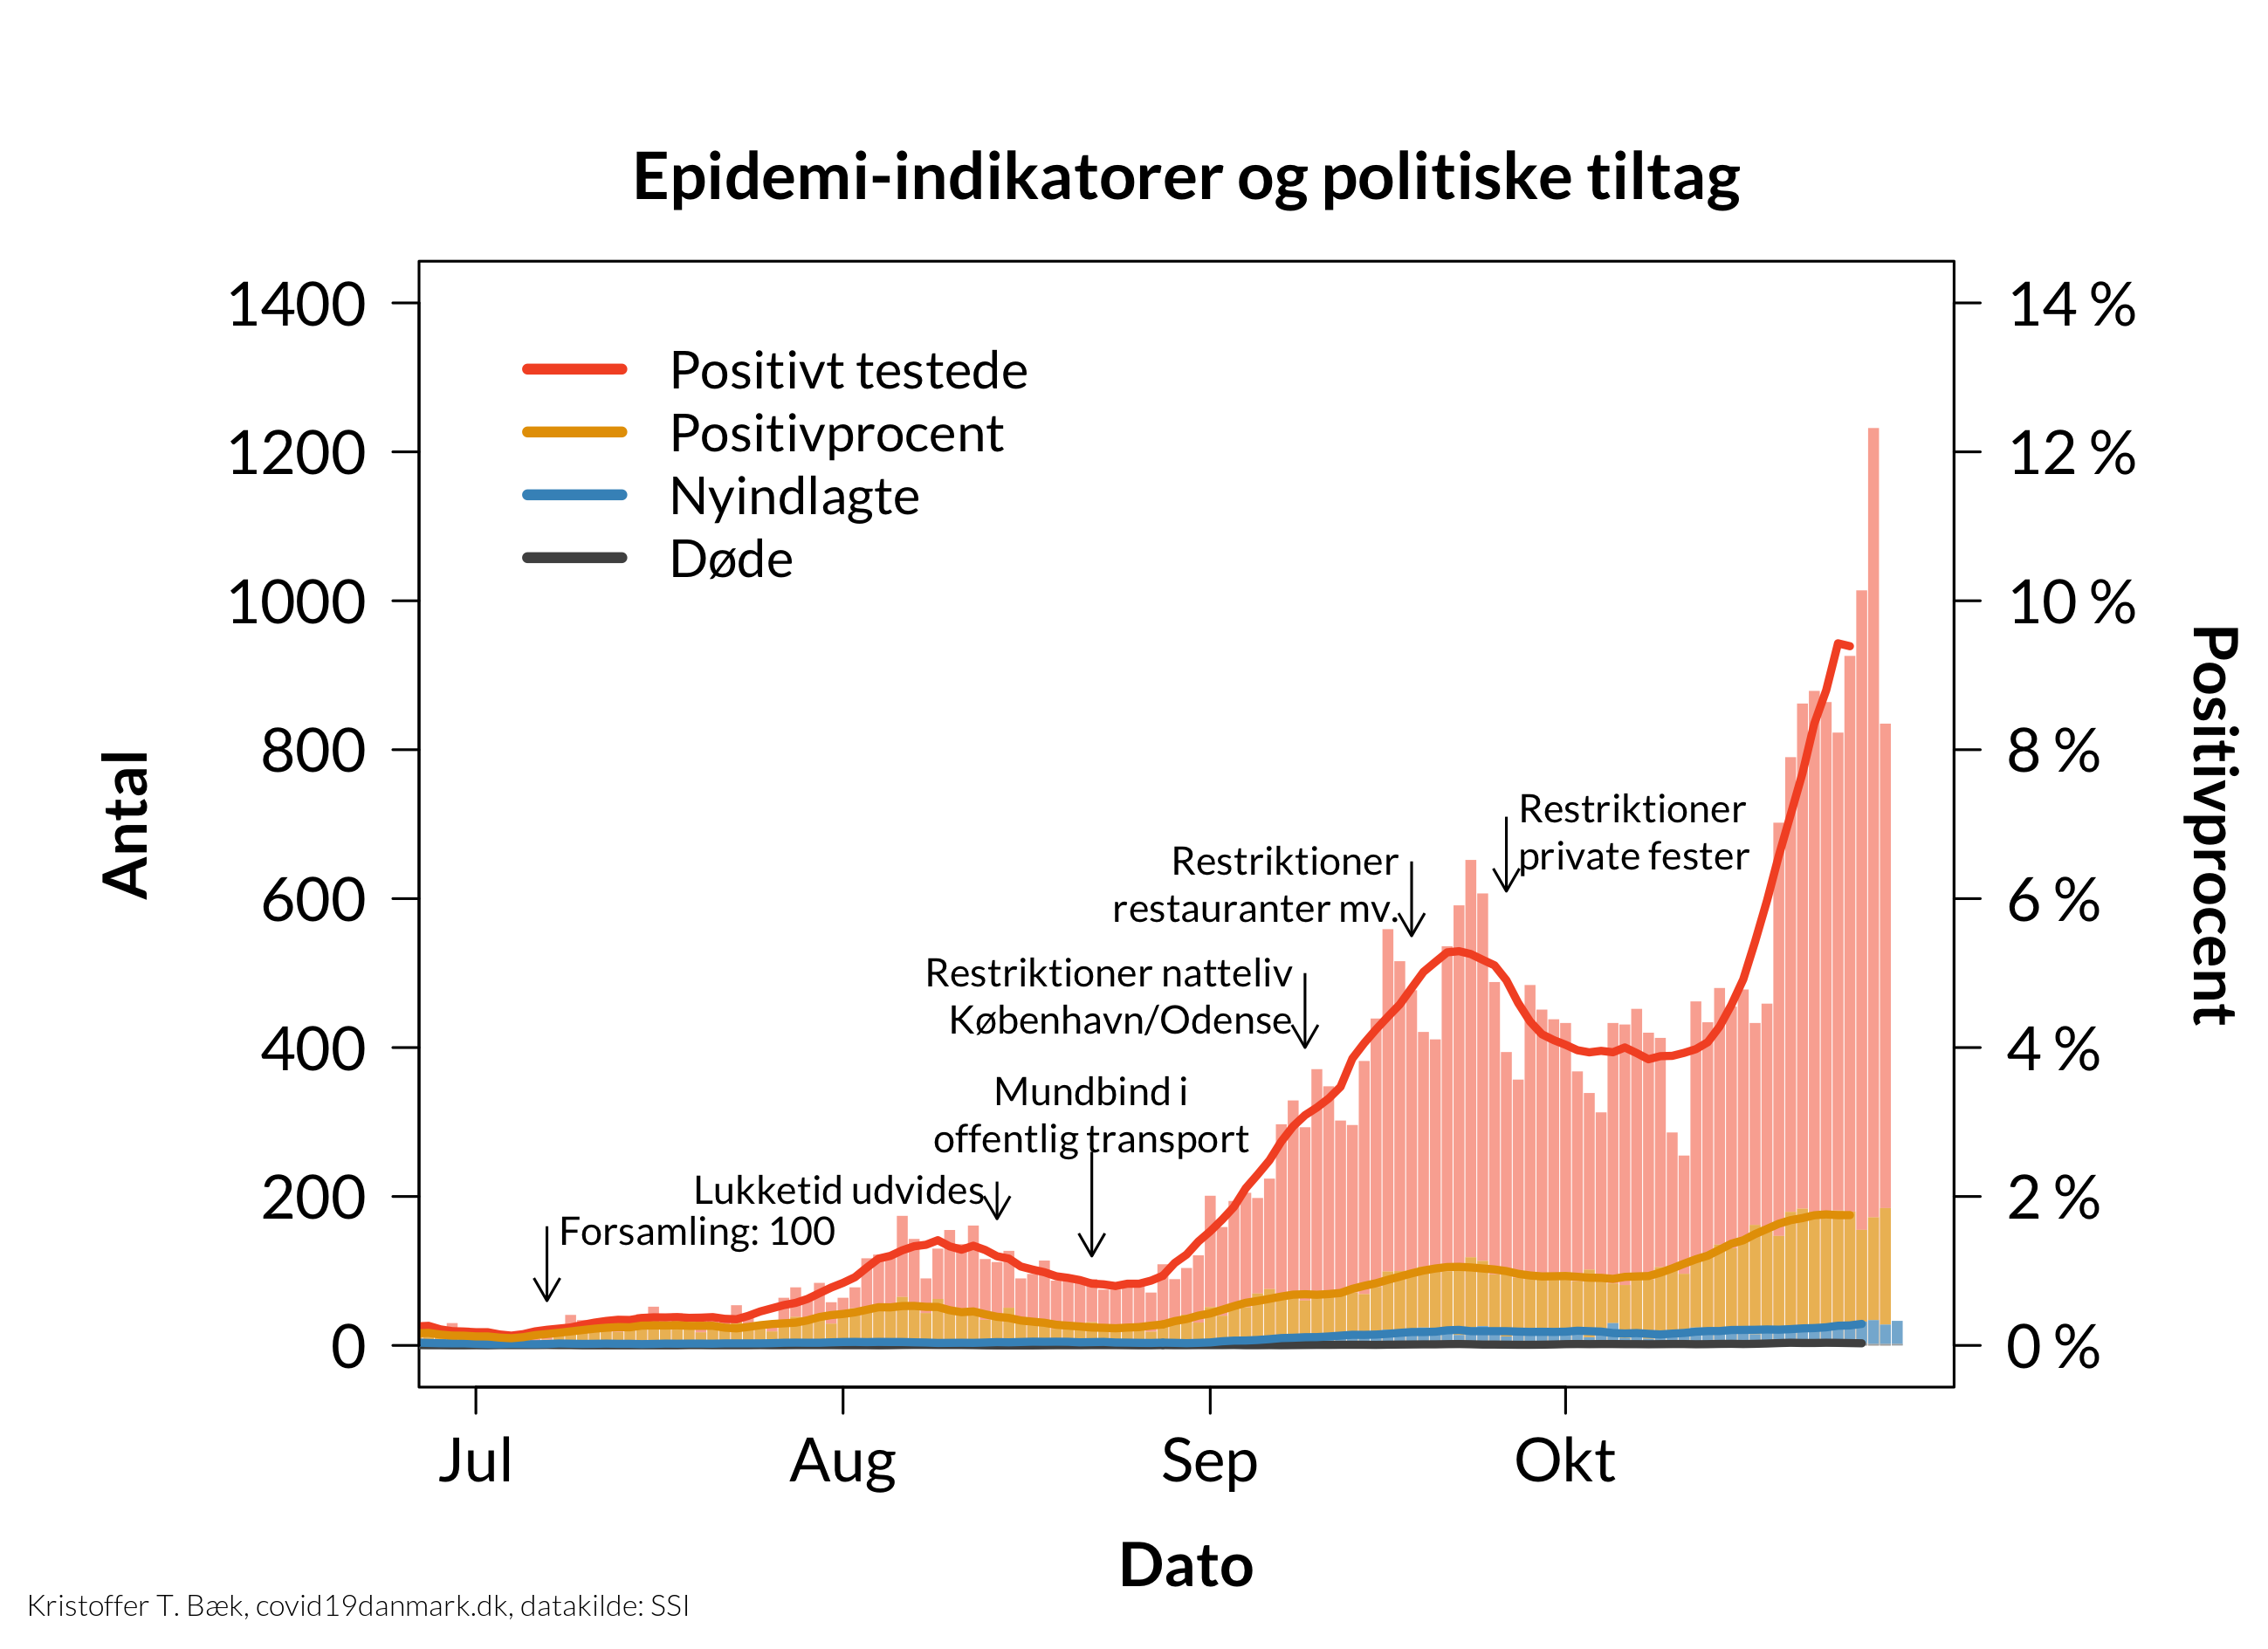 Epidemi-indikatorer og politiske tiltag
1400
1200
1000
800
600
400
200
0
Antal
14 %
12 %
10 %
8 %
6 %
4 %
2 %
0 %
Positivprocent
Positivt testede
Positivprocent
Nyindlagte
Døde
Restriktioner
private fester
Restriktioner
restauranter mv.
Restriktioner natteliv
København/Odense
Mundbind i
offentlig transport
Lukketid udvides
Forsamling: 100
Jul
Aug
Sep
Okt
Dato
Kristoffer T. Bæk, covid19danmark.dk, datakilde: SSI